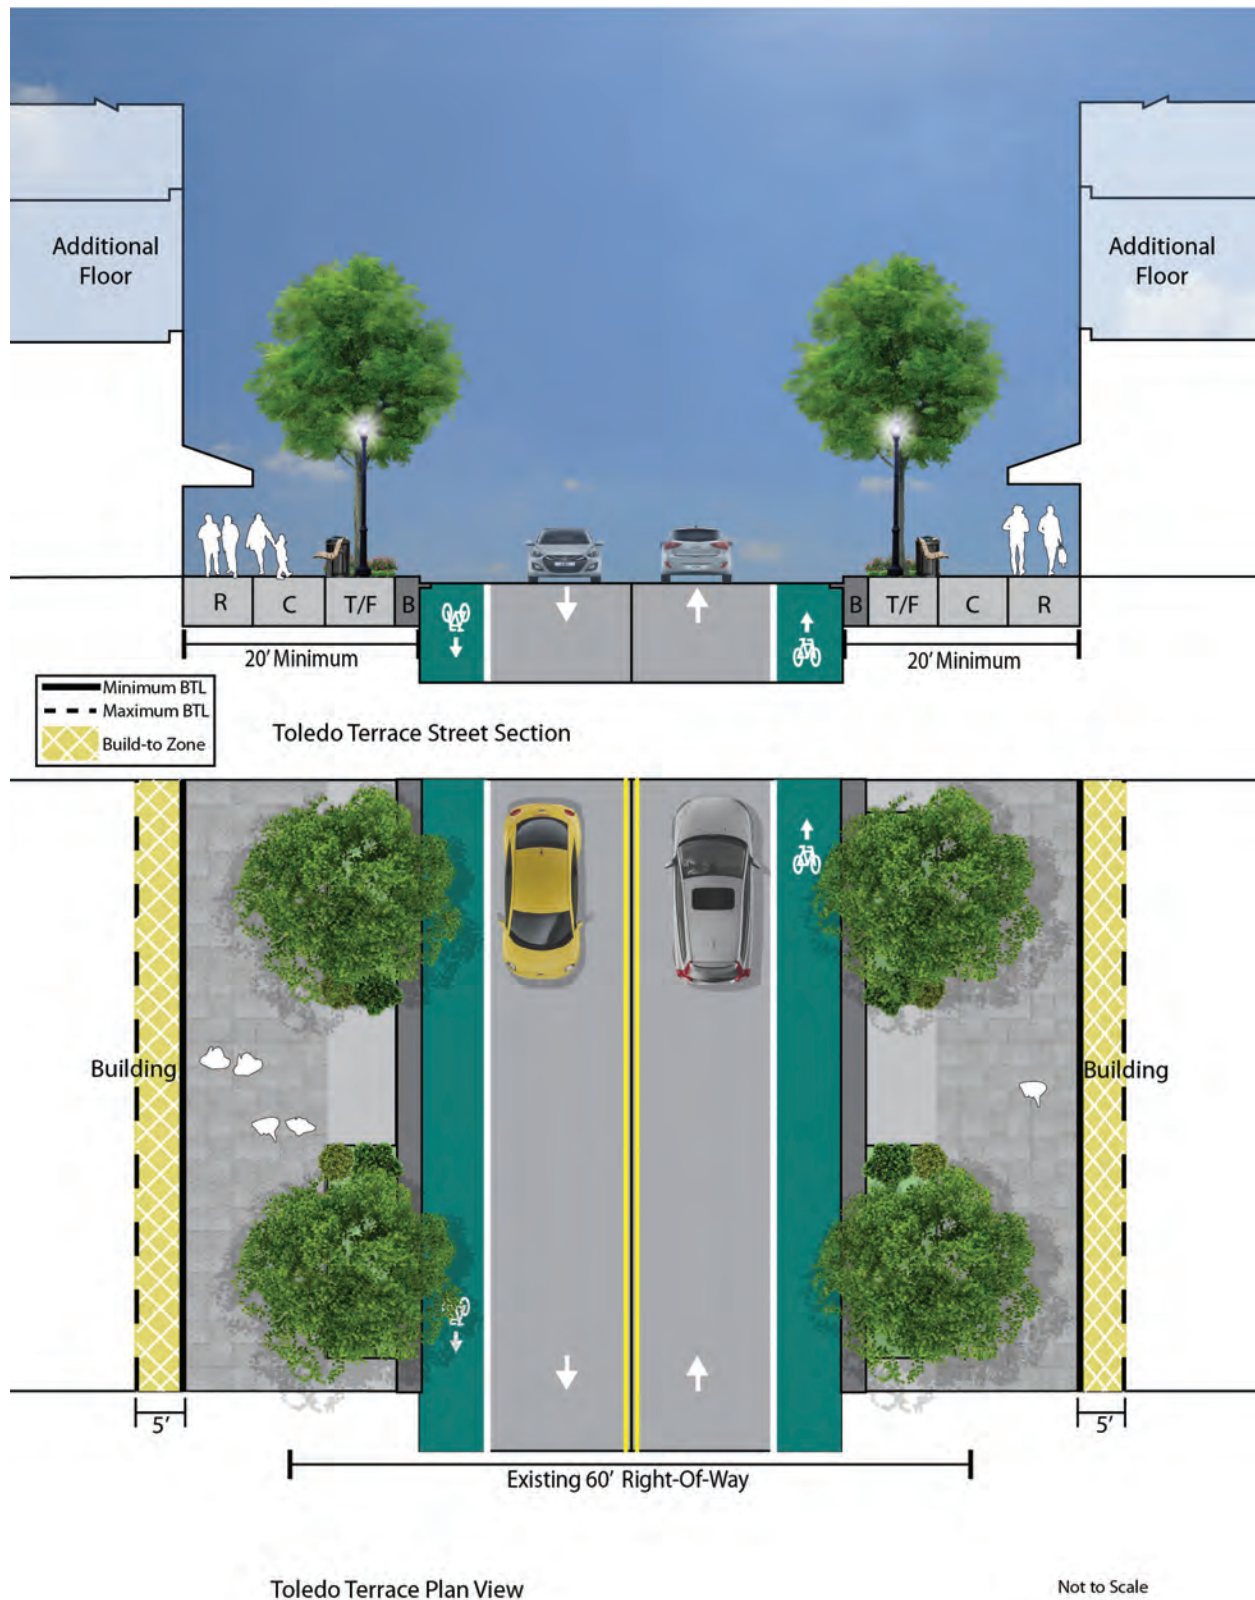 Additional
Floor
Additional
Floor
R
C
T/F
B
B
T/F
C
R
20' Minimum
20' Minimum
Minimum BTL
Maximum BTL
Build-to Zone
Toledo Terrace Street Section
Building
Building
5'
5'
Existing 60' Right-Of-Way
Toledo Terrace Plan View
Not to Scale